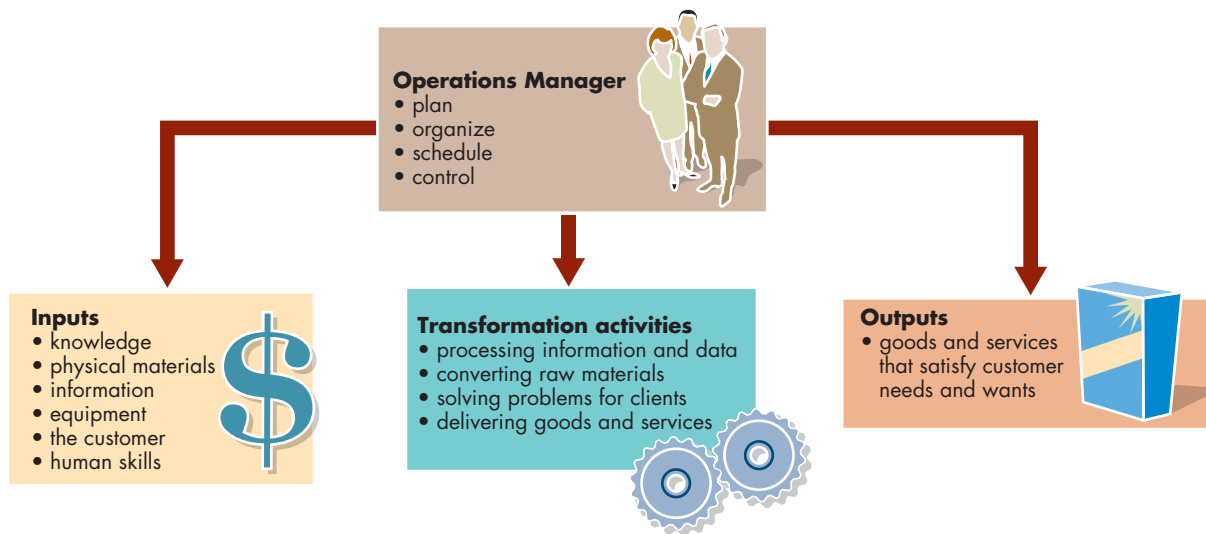 Operations Manager
• plan
• organize
• schedule
• control
Inputs
• knowledge
• physical materials
• information
• equipment
• the customer
• human skills
$
Transformation activities
• processing information and data
• converting raw materials
• solving problems for clients
• delivering goods and services
Outputs
• goods and services
that satisfy customer
needs and wants